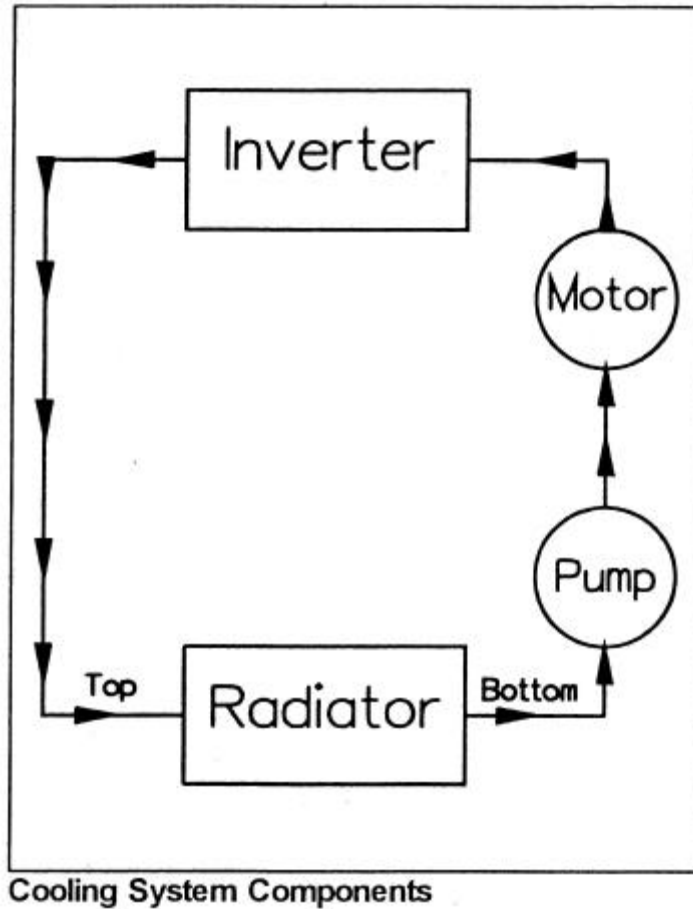 Inverter
Motor
Pump
Top
Bottom
Radiator
Cooling System Components